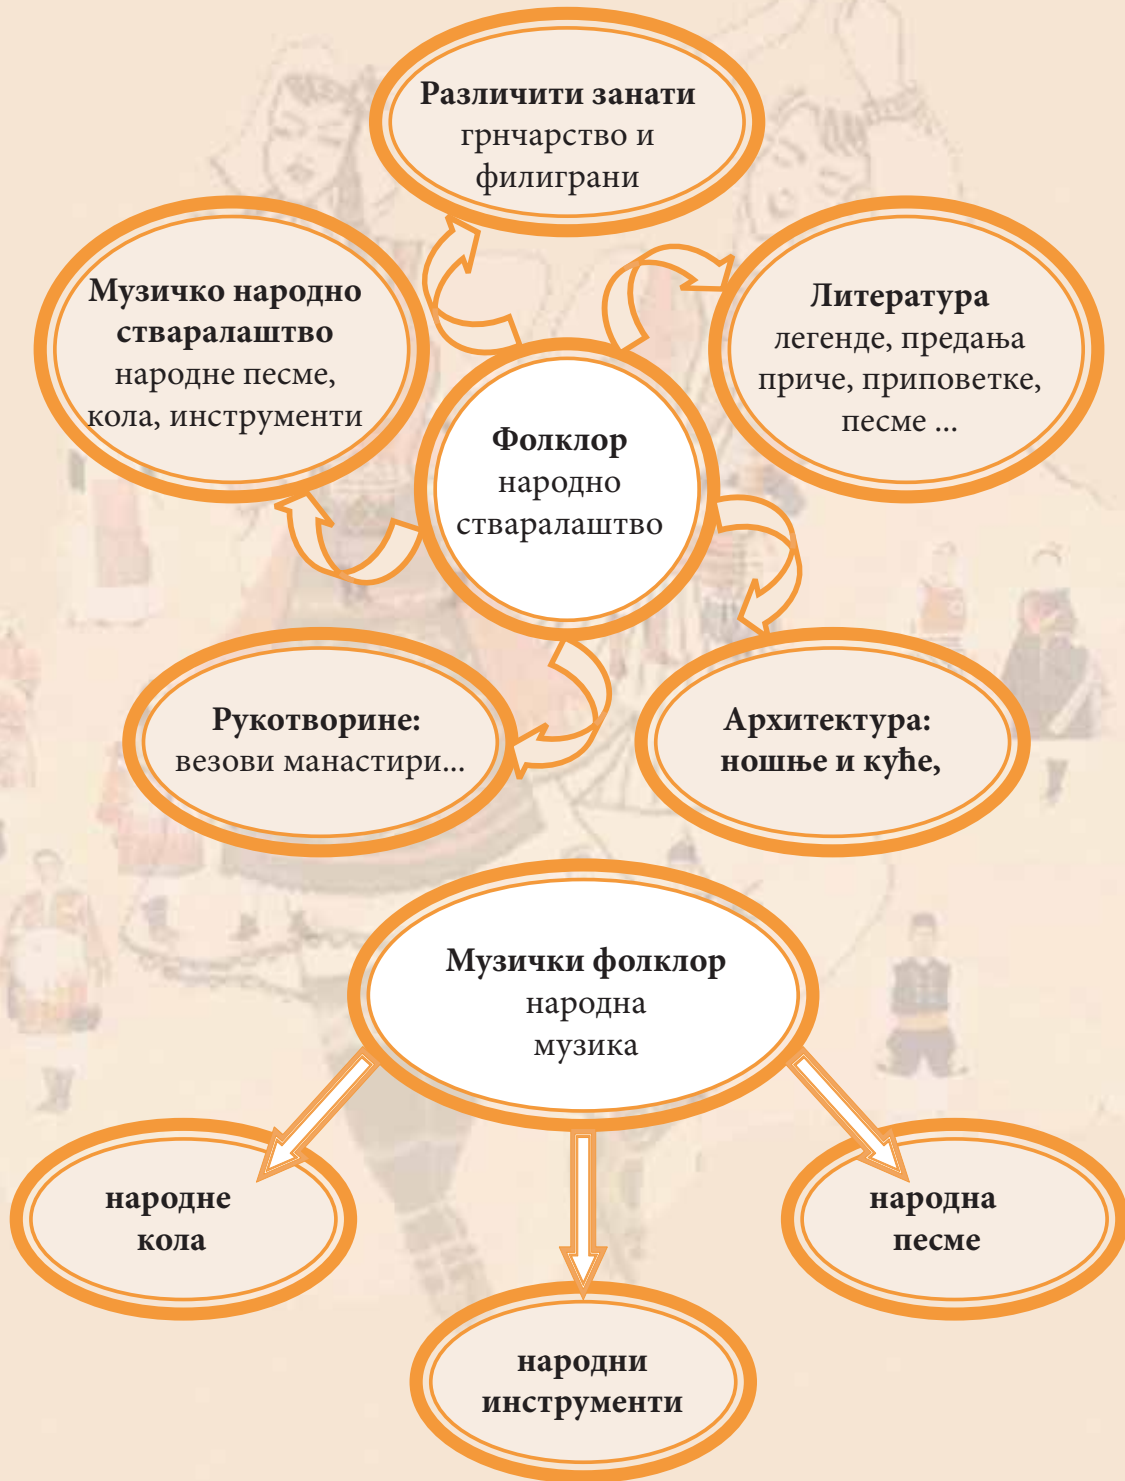 Различити занати
грнчарство и
филиграни
Музичко народно
стваралаштво
народне песме,
кола, инструменти
Литература
легенде, предања
приче, приповетке,
песме ...
Фолклор
народно
стваралаштво
Рукотворине:
везови манастири...
Архитектура:
ношње и куће,
Музички фолклор
народна
музика
народне
кола
народна
песме
народни
инструменти